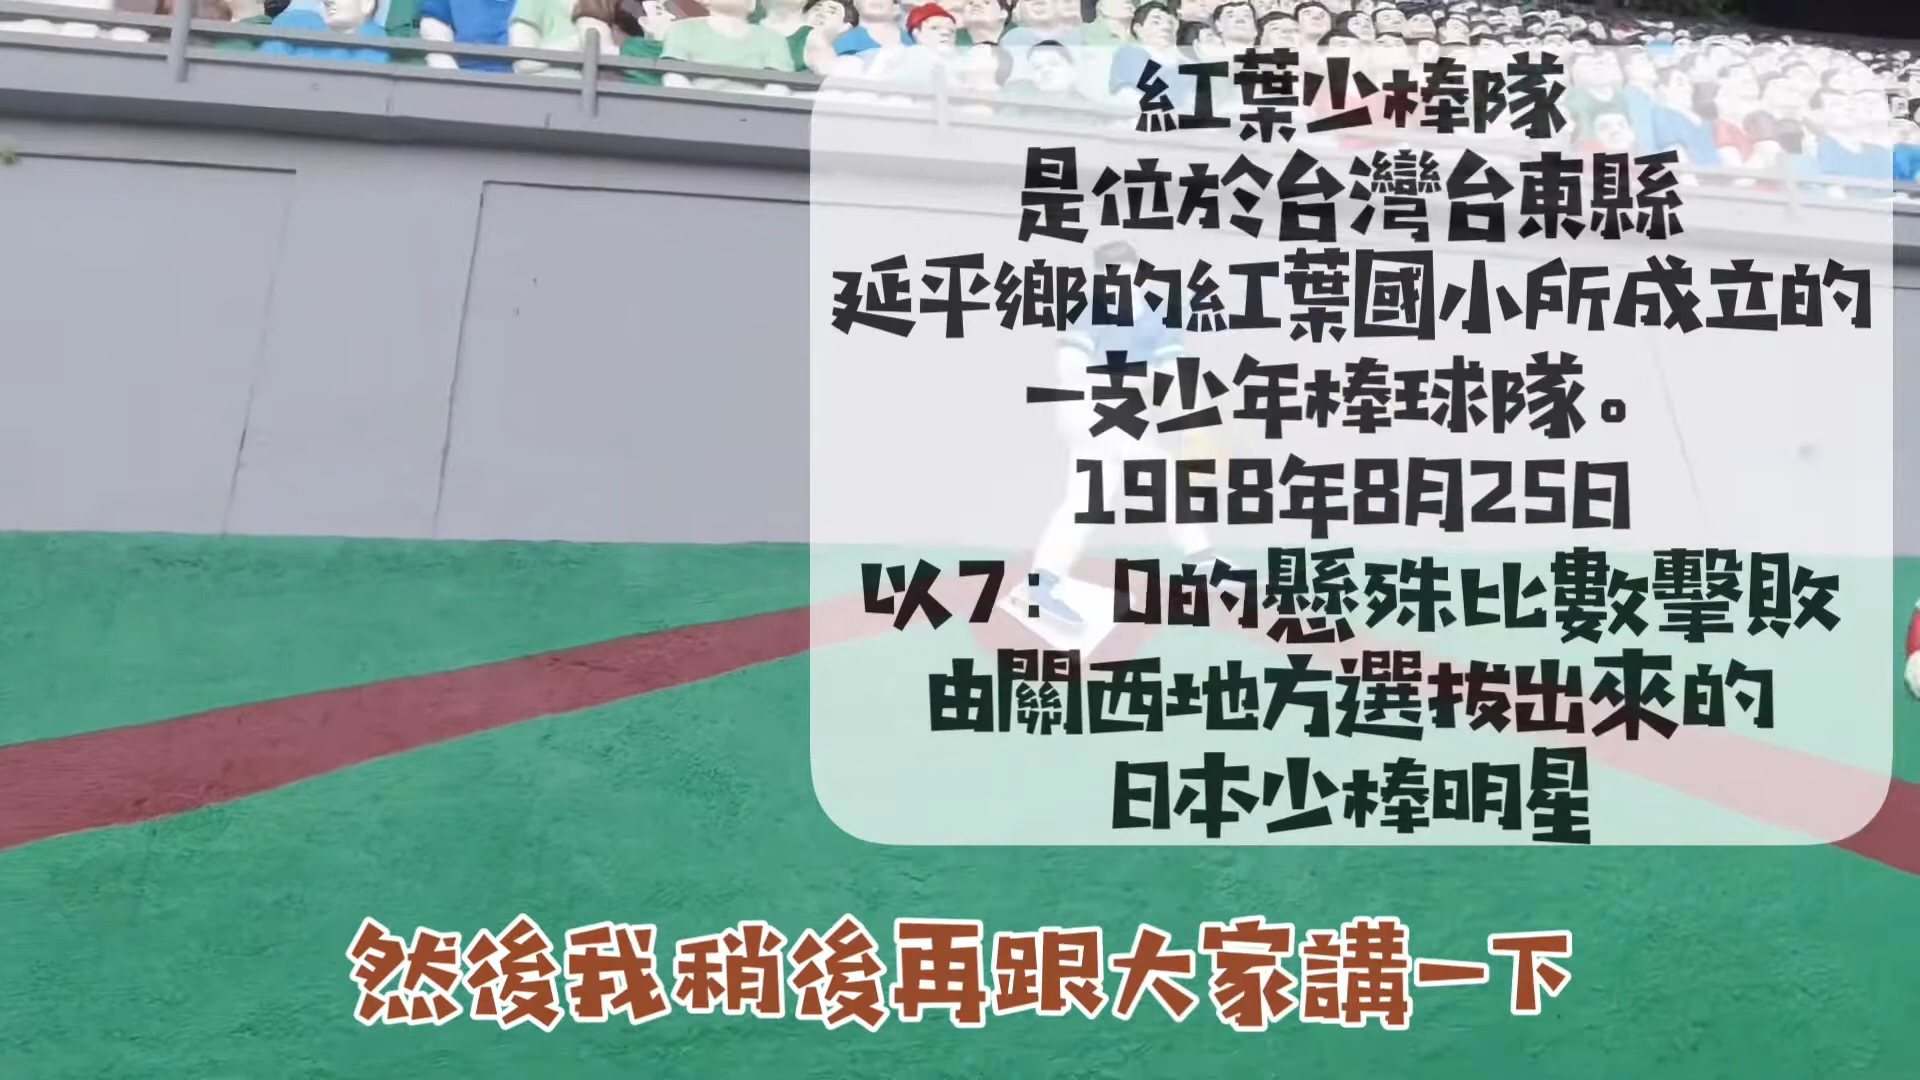 紅葉少棒隊
是位於台灣台東縣
延平鄉的紅葉國小所成立的
一支少年棒球隊。
1968年8月25日
以7：0的懸殊比數擊敗
由關西地方選拔出來的
日本少棒明星
然後我稍後再跟大家講一下